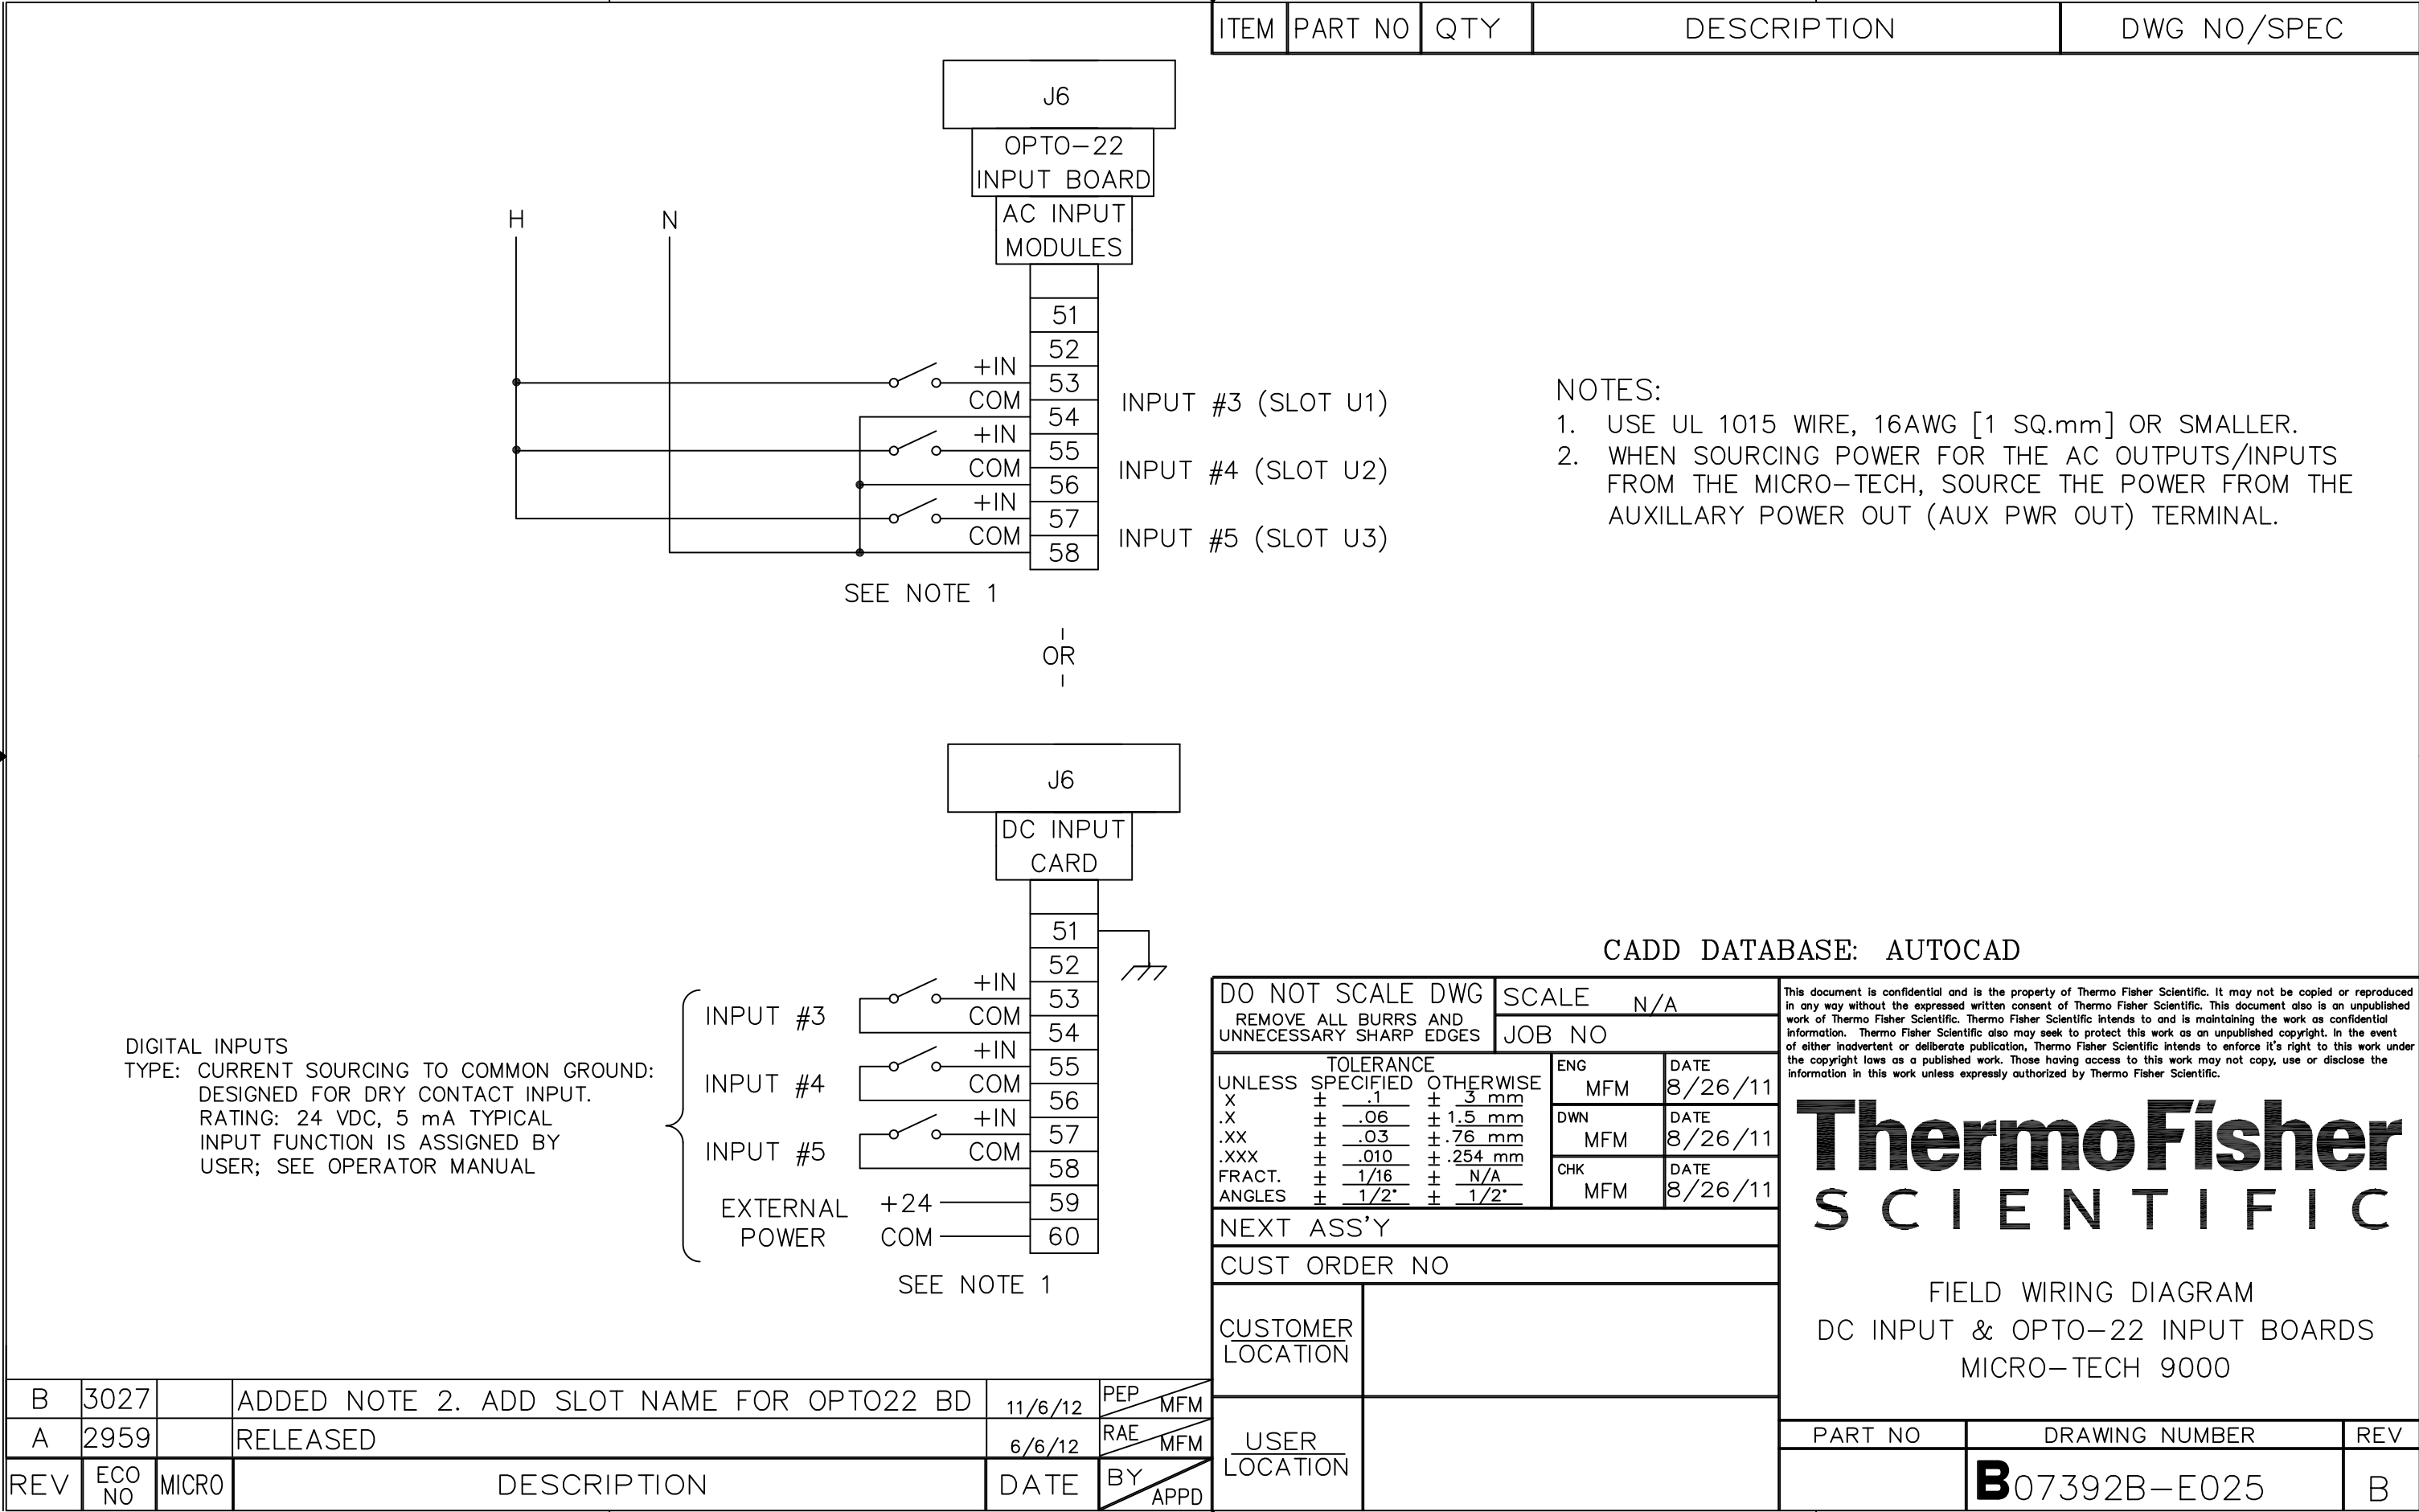 ITEM PART NO QTY DESCRIPTION DWG NO/SPEC
J6
OPTO-22
INPUT BOARD
AC INPUT
MODULES
H
N
51
52
+IN
53
COM
54
INPUT #3 (SLOT U1)
+IN
55
COM
56
INPUT #4 (SLOT U2)
+IN
57
COM
58
INPUT #5 (SLOT U3)
SEE NOTE 1
NOTES:
1. USE UL 1015 WIRE, 16AWG [1 SQ.mm] OR SMALLER.
2. WHEN SOURCING POWER FOR THE AC OUTPUTS/INPUTS
FROM THE MICRO-TECH, SOURCE THE POWER FROM THE
AUXILLARY POWER OUT (AUX PWR OUT) TERMINAL.
OR
J6
DC INPUT
CARD
51
52
+IN
53
INPUT #3
COM
54
+IN
55
INPUT #4
COM
56
+IN
57
INPUT #5
COM
58
EXTERNAL
POWER
+24
59
COM
60
SEE NOTE 1
DIGITAL INPUTS
TYPE: CURRENT SOURCING TO COMMON GROUND:
DESIGNED FOR DRY CONTACT INPUT.
RATING: 24 VDC, 5 mA TYPICAL
INPUT FUNCTION IS ASSIGNED BY
USER; SEE OPERATOR MANUAL
CADD DATABASE: AUTOCAD
DO NOT SCALE DWG
REMOVE ALL BURRS AND
UNNECESSARY SHARP EDGES
SCALE N/A
JOB NO
TOLERANCE
UNLESS SPECIFIED OTHERWISE
X ± .1 ± 3 mm
.X ± .06 ± 1.5 mm
.XX ± .03 ± .76 mm
.XXX ± .010 ± .254 mm
FRACT. ± 1/16 ± N/A
ANGLES ± 1/2° ± 1/2°
ENG MFM DATE 8/26/11
DWN MFM DATE 8/26/11
CHK MFM DATE 8/26/11
NEXT ASS'Y
CUST ORDER NO
CUSTOMER
LOCATION
USER
LOCATION
This document is confidential and is the property of Thermo Fisher Scientific. It may not be copied or reproduced
in any way without the expressed written consent of Thermo Fisher Scientific. This document also is an unpublished
work of Thermo Fisher Scientific. Thermo Fisher Scientific intends to and is maintaining the work as confidential
information. Thermo Fisher Scientific also may seek to protect this work as an unpublished copyright. In the event
of either inadvertent or deliberate publication, Thermo Fisher Scientific intends to enforce it's right to this work under
the copyright laws as a published work. Those having access to this work may not copy, use or disclose the
information in this work unless expressly authorized by Thermo Fisher Scientific.
ThermoFisher
SCIENTIFIC
FIELD WIRING DIAGRAM
DC INPUT & OPTO-22 INPUT BOARDS
MICRO-TECH 9000
PART NO DRAWING NUMBER REV
B07392B-E025 B
B 3027 ADDED NOTE 2. ADD SLOT NAME FOR OPTO22 BD 11/6/12 PEP MFM
A 2959 RELEASED 6/6/12 RAE MFM
REV ECO NO MICRO DESCRIPTION DATE BY APPD